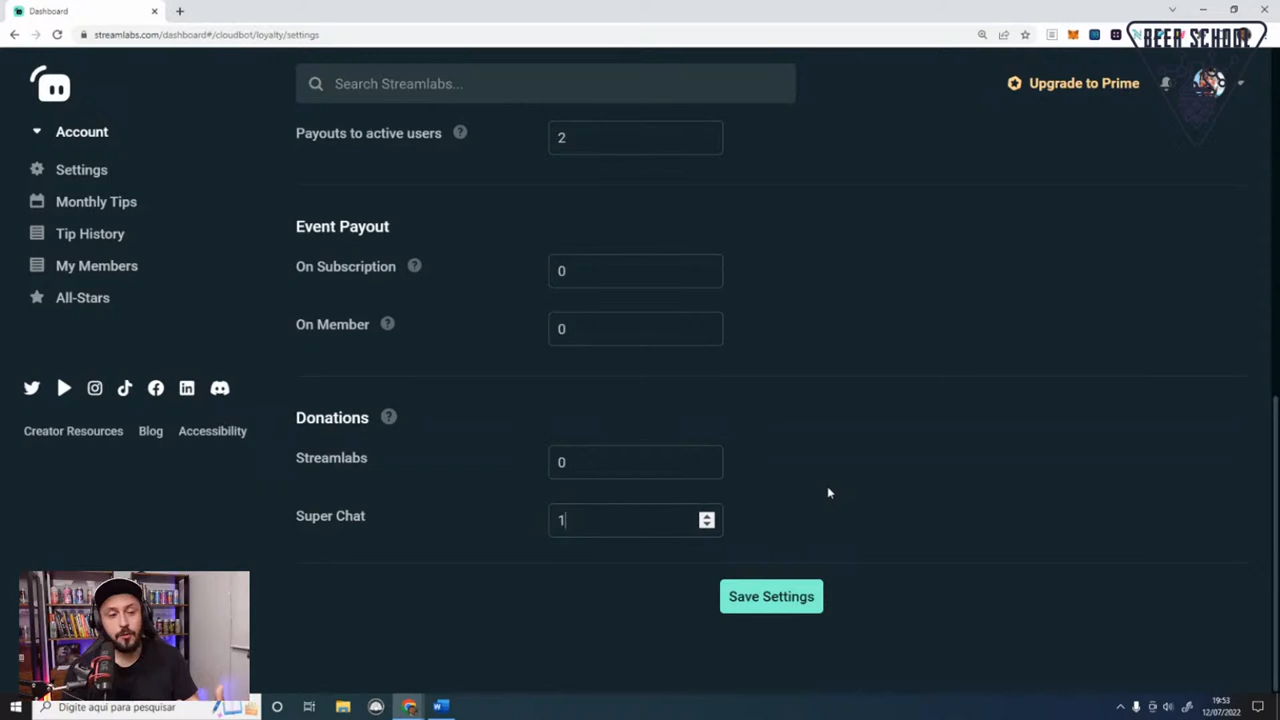 Dashboard
streamlabs.com/dashboard#/cloudbot/loyalty/settings
BEER SCHOOL
Search Streamlabs...
Upgrade to Prime
Account
Settings
Monthly Tips
Tip History
My Members
All-Stars
Creator Resources
Blog
Accessibility
Payouts to active users
2
Event Payout
On Subscription
0
On Member
0
Donations
Streamlabs
0
Super Chat
1
Save Settings
Digite aqui para pesquisar
19:53
12/07/2022